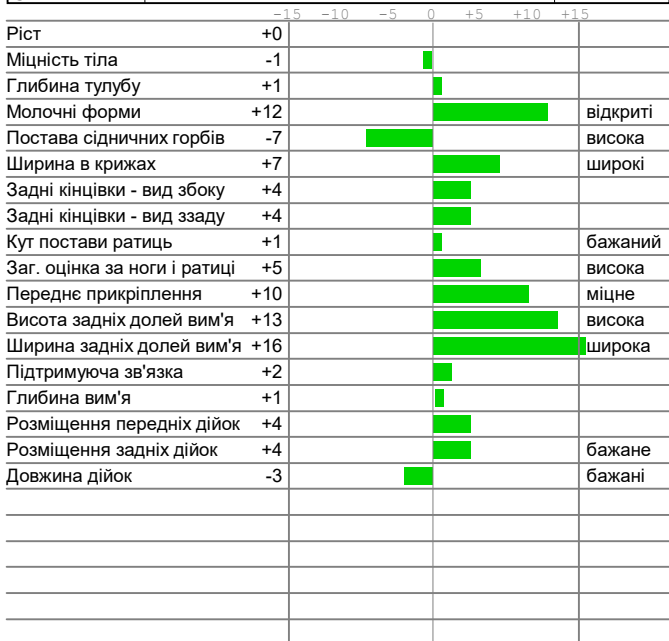 -15 -10 -5 0 +5 +10 +15
Ріст +0
Міцність тіла -1
Глибина тулубу +1
Молочні форми +12 відкриті
Постава сідничних горбів -7 висока
Ширина в крижах +7 широкі
Задні кінцівки - вид збоку +4
Задні кінцівки - вид ззаду +4
Кут постави ратиць +1 бажаний
Заг. оцінка за ноги і ратиці +5 висока
Переднє прикріплення +10 міцне
Висота задніх долей вим'я +13 висока
Ширина задніх долей вим'я +16 широка
Підтримуюча зв'язка +2
Глибина вим'я +1
Розміщення передніх дійок +4
Розміщення задніх дійок +4 бажане
Довжина дійок -3 бажані